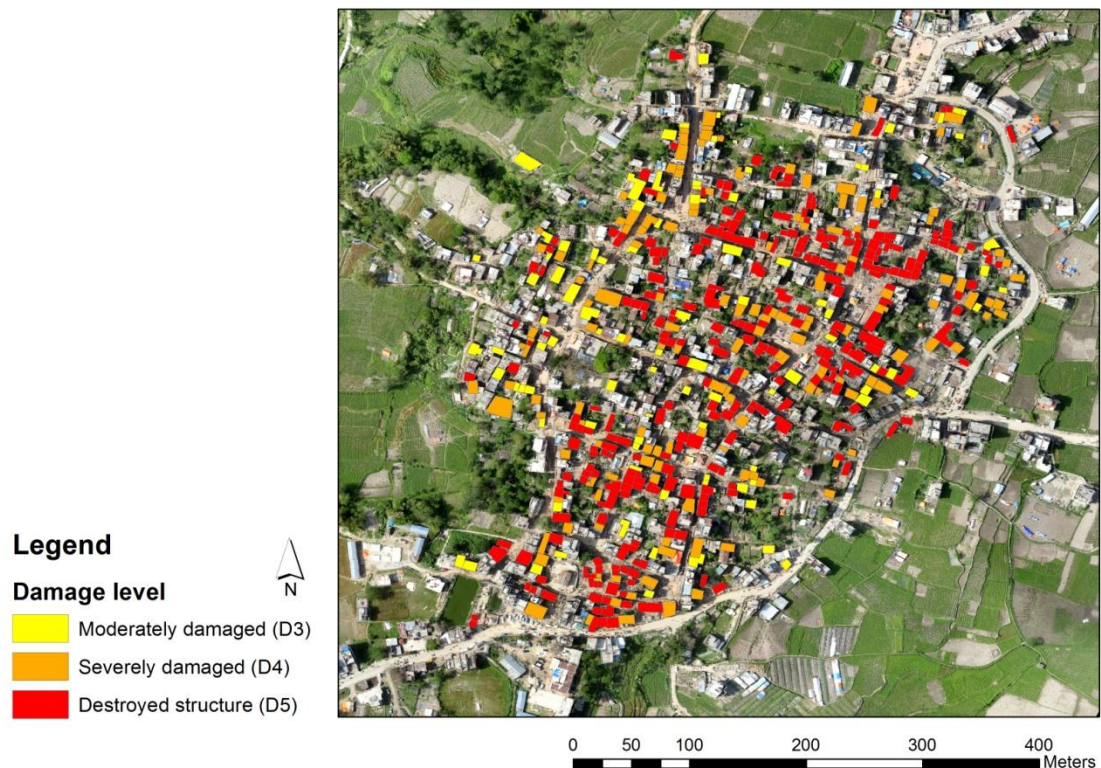 Legend
N
Damage level
Moderately damaged (D3)
Severely damaged (D4)
Destroyed structure (D5)
0 50 100 200 300 400
Meters